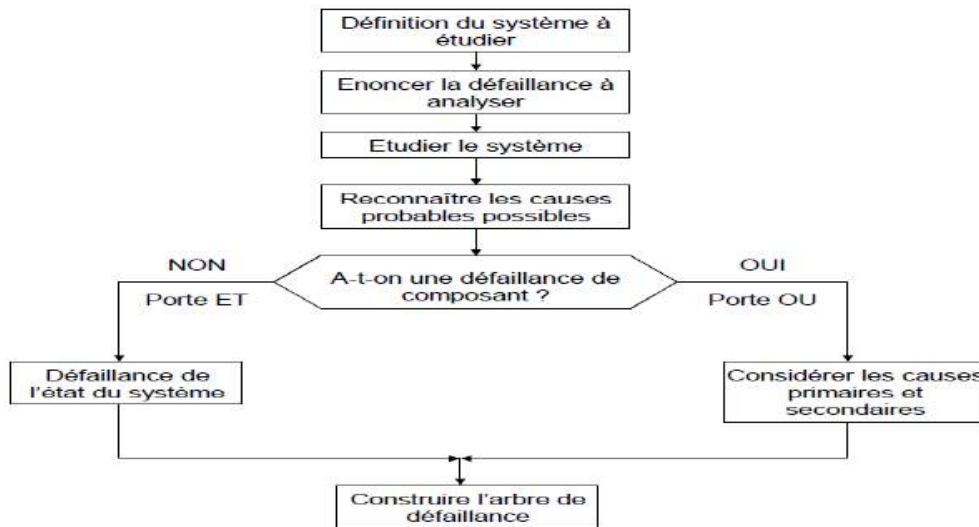 Définition du système à
étudier
Enoncer la défaillance à
analyser
Etudier le système
Reconnaître les causes
probables possibles
NON
A-t-on une défaillance de
composant ?
OUI
Porte ET
Porte OU
Défaillance de
l'état du système
Considérer les causes
primaires et
secondaires
Construire l'arbre de
défaillance